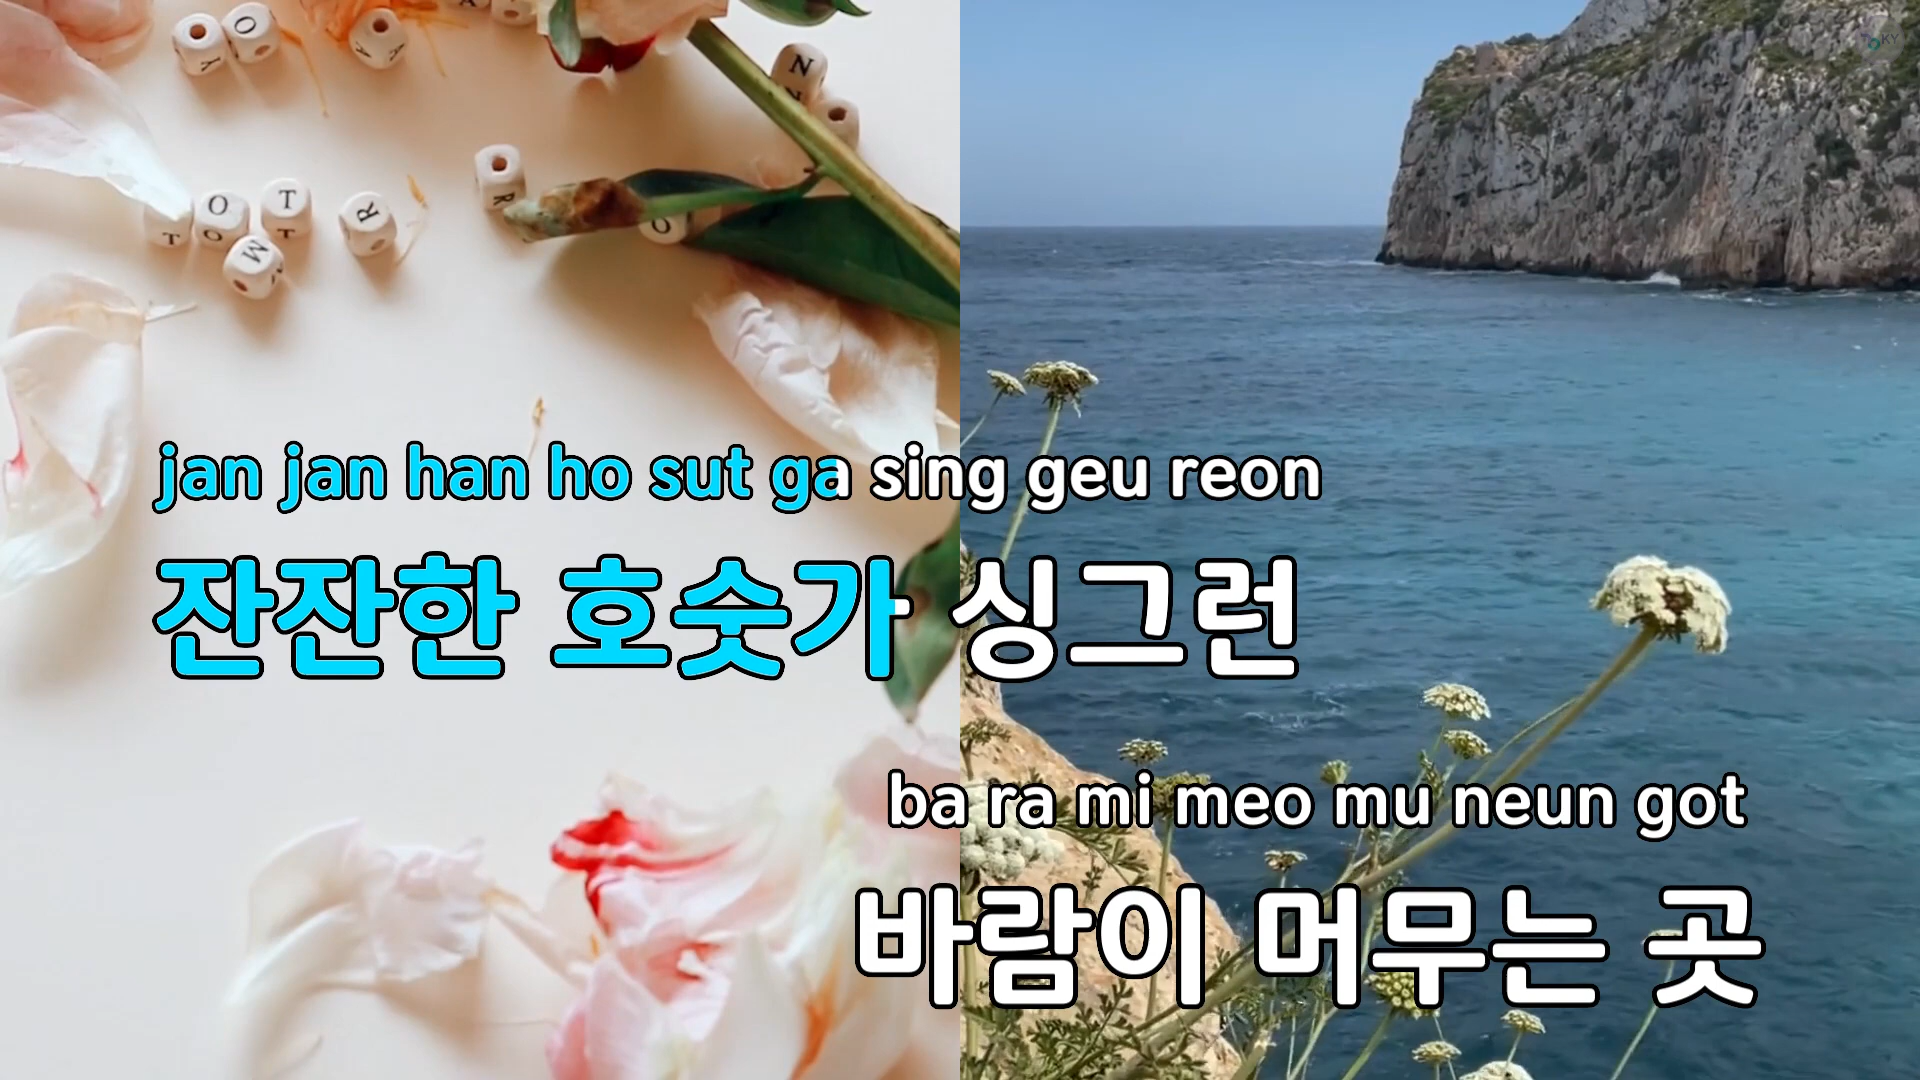 jan jan han ho sut ga sing geu reon
잔잔한 호숫가 싱그런
ba ra mi meo mu neun got
바람이 머무는 곳